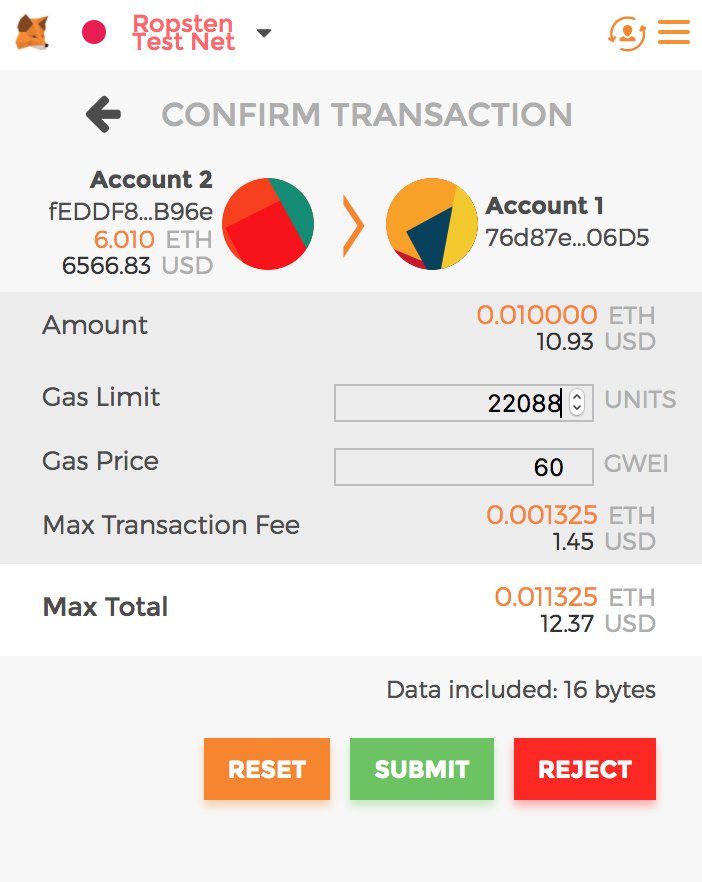 Ropsten
Test Net
CONFIRM TRANSACTION
Account 2
fEDDF8...B96e
6.010 ETH
6566.83 USD
Account 1
76d87e...06D5
Amount
0.010000 ETH
10.93 USD
Gas Limit
22088 UNITS
Gas Price
60 GWEI
Max Transaction Fee
0.001325 ETH
1.45 USD
Max Total
0.011325 ETH
12.37 USD
Data included: 16 bytes
RESET SUBMIT REJECT